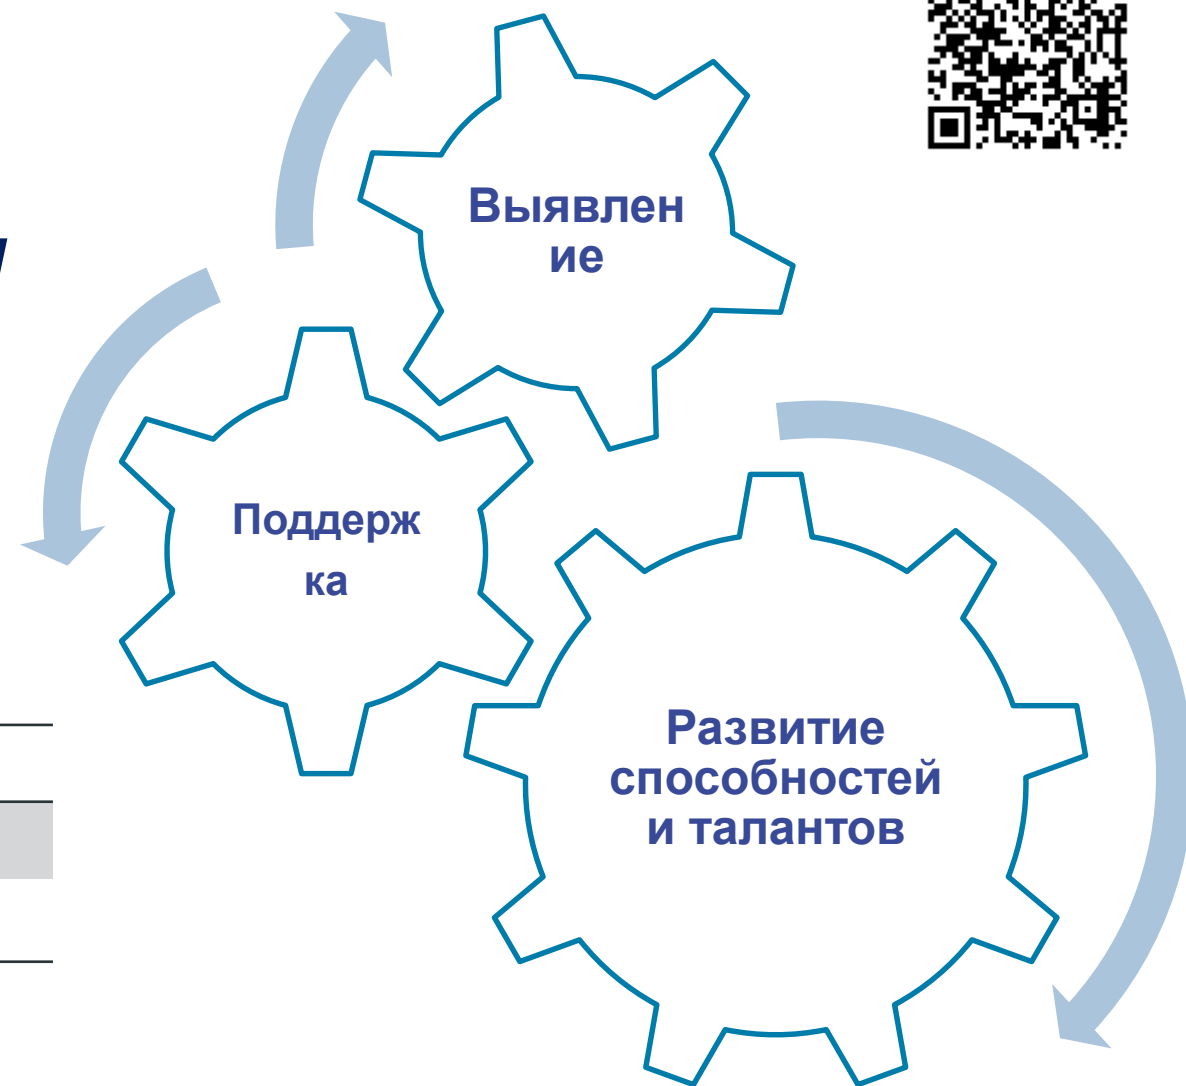 Выявлен
ие
Поддерж
ка
Развитие
способностей
и талантов